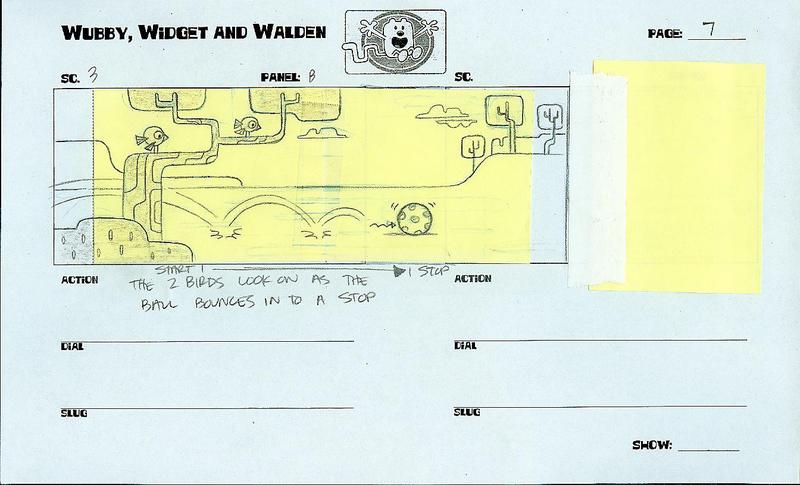 WUBBY, WIDGET AND WALDEN
PAGE: 7
SC. 3 PANEL: B SC.
START 1 1 STOP
ACTION THE 2 BIRDS LOOK ON AS THE ACTION
BALL BOUNCES IN TO A STOP
DIAL DIAL
SLUG SLUG
SHOW: